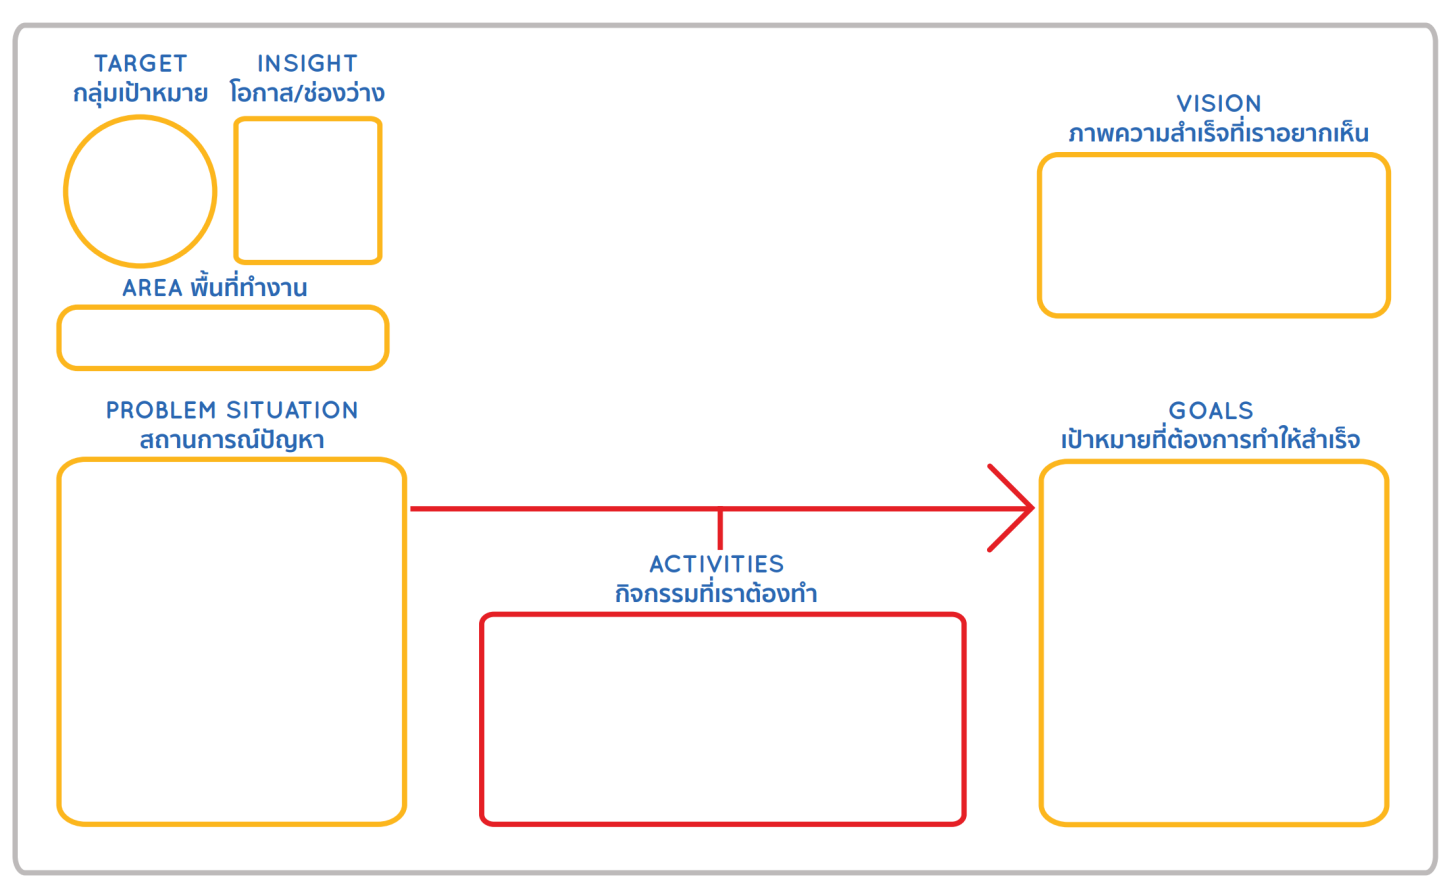 TARGET
กลุ่มเป้าหมาย
INSIGHT
โอกาส/ช่องว่าง
AREA พื้นที่ทำงาน
PROBLEM SITUATION
สถานการณ์ปัญหา
ACTIVITIES
กิจกรรมที่เราต้องทำ
VISION
ภาพความสำเร็จที่เราอยากเห็น
GOALS
เป้าหมายที่ต้องการทำให้สำเร็จ